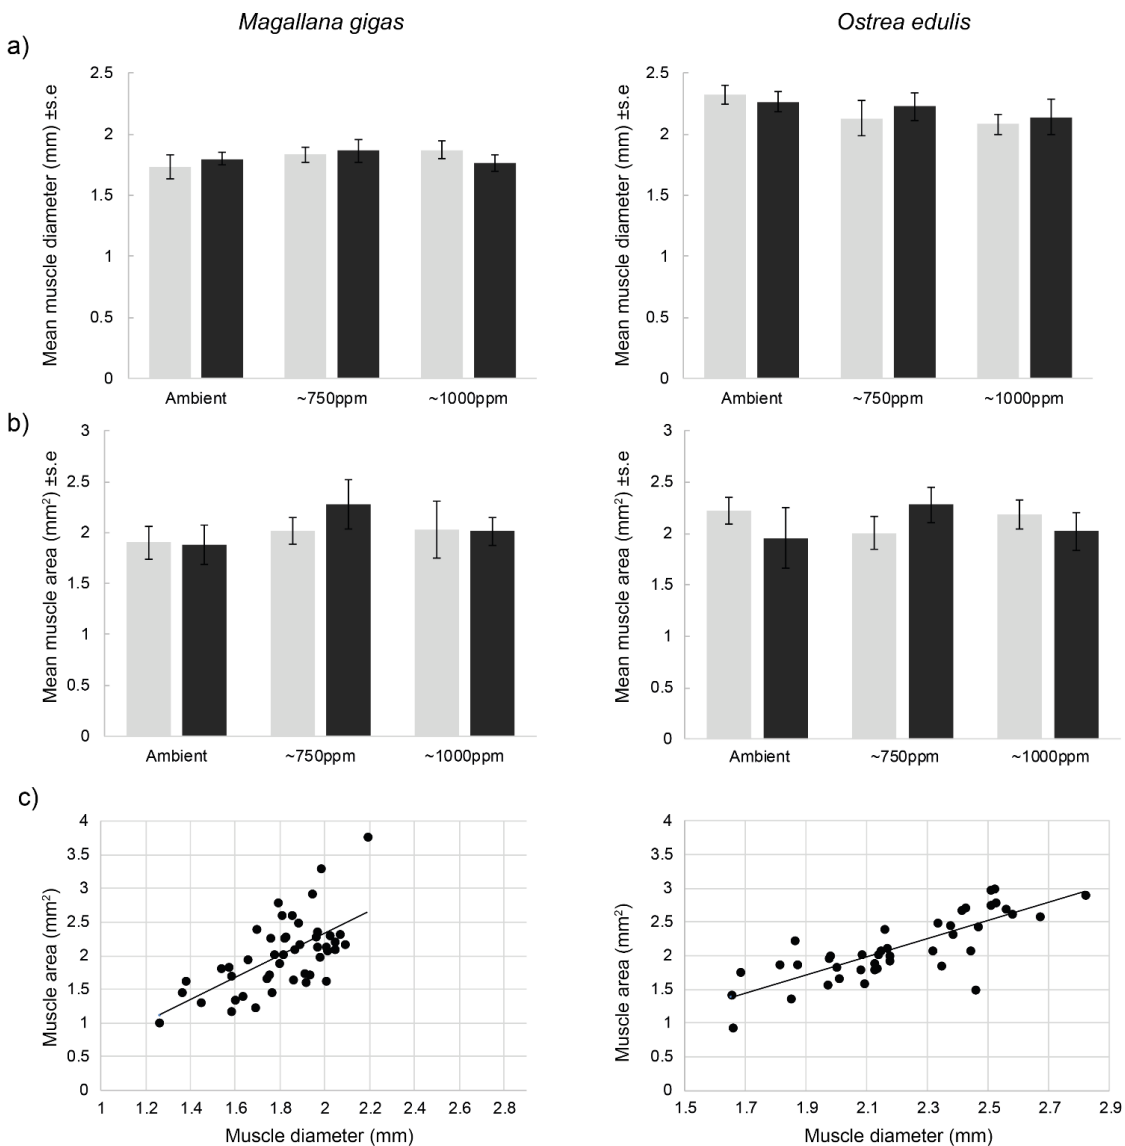 Magallana gigas
Ostrea edulis
a)
Mean muscle diameter (mm) ±s.e
2.5
2
1.5
1
0.5
0
Ambient ~750ppm ~1000ppm
Mean muscle diameter (mm) ±s.e
2.5
2
1.5
1
0.5
0
Ambient ~750ppm ~1000ppm
b)
Mean muscle area (mm²) ±s.e
3
2.5
2
1.5
1
0.5
0
Ambient ~750ppm ~1000ppm
Mean muscle area (mm²) ±s.e
3
2.5
2
1.5
1
0.5
0
Ambient ~750ppm ~1000ppm
c)
Muscle area (mm²)
4
3.5
3
2.5
2
1.5
1
0.5
0
1 1.2 1.4 1.6 1.8 2 2.2 2.4 2.6 2.8
Muscle diameter (mm)
Muscle area (mm²)
4
3.5
3
2.5
2
1.5
1
0.5
0
1.5 1.7 1.9 2.1 2.3 2.5 2.7 2.9
Muscle diameter (mm)